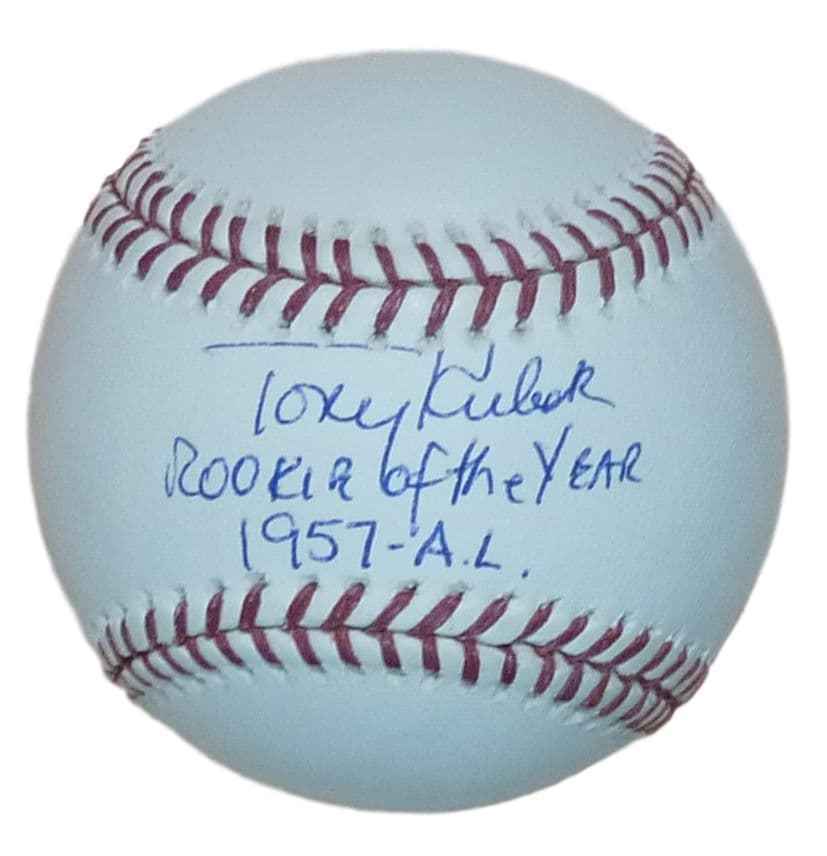 Tony Kubek
ROOKIE of the YEAR
1957-A.L.